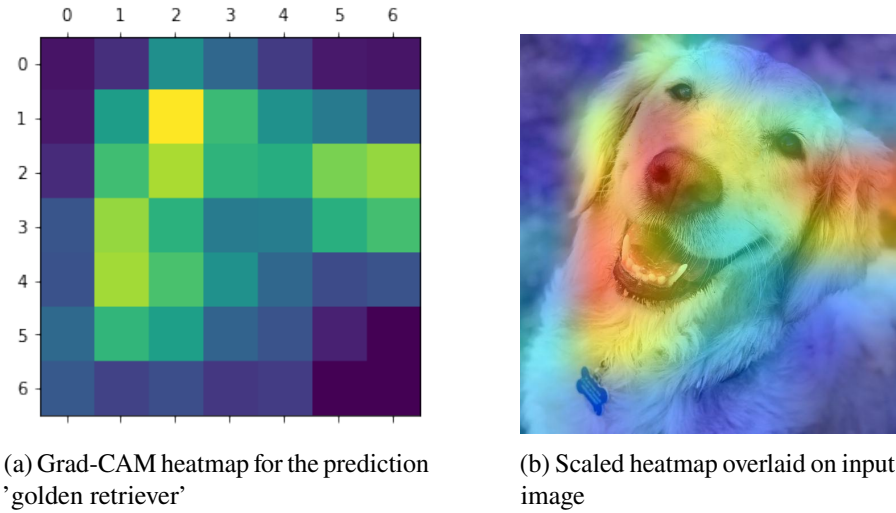 0 1 2 3 4 5 6
0
1
2
3
4
5
6
(a) Grad-CAM heatmap for the prediction
’golden retriever’
(b) Scaled heatmap overlaid on input
image